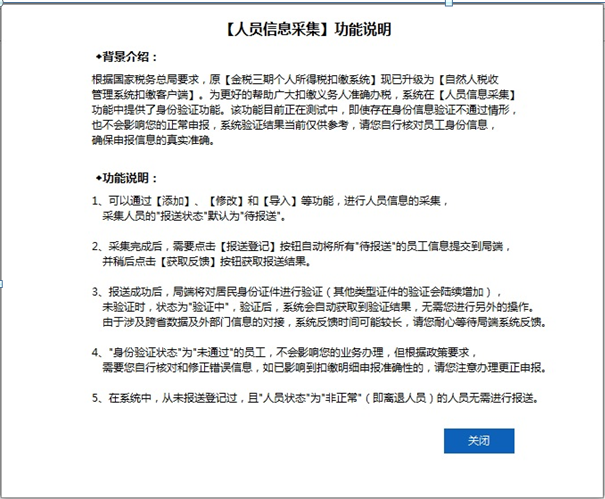 【人员信息采集】功能说明
◆背景介绍：
根据国家税务总局要求，原【金税三期个人所得税扣缴系统】现已升级为【自然人税收
管理系统扣缴客户端】。为更好的帮助广大扣缴义务人准确办税，系统在【人员信息采集】
功能中提供了身份验证功能。该功能目前正在测试中，即使存在身份信息验证不通过情形，
也不会影响您的正常申报，系统验证结果当前仅供参考，请您自行核对员工身份信息，
确保申报信息的真实准确。
◆功能说明：
1、可以通过【添加】、【修改】和【导入】等功能，进行人员信息的采集，
采集人员的"报送状态"默认为"待报送"。
2、采集完成后，需要点击【报送登记】按钮自动将所有"待报送"的员工信息提交到局端，
并稍后点击【获取反馈】按钮获取报送结果。
3、报送成功后，局端将对居民身份证件进行验证（其他类型证件的验证会陆续增加），
未验证时，状态为"验证中"，验证后，系统会自动获取到验证结果，无需您进行另外的操作。
由于涉及跨省数据及外部门信息的对接，系统反馈时间可能较长，请您耐心等待局端系统反馈。
4、"身份验证状态"为"未通过"的员工，不会影响您的业务办理，但根据政策要求，
需要您自行核对和修正错误信息，如已影响到扣缴明细申报准确性的，请您注意办理更正申报。
5、在系统中，从未报送登记过，且"人员状态"为"非正常"（即离退人员）的人员无需进行报送。
关闭